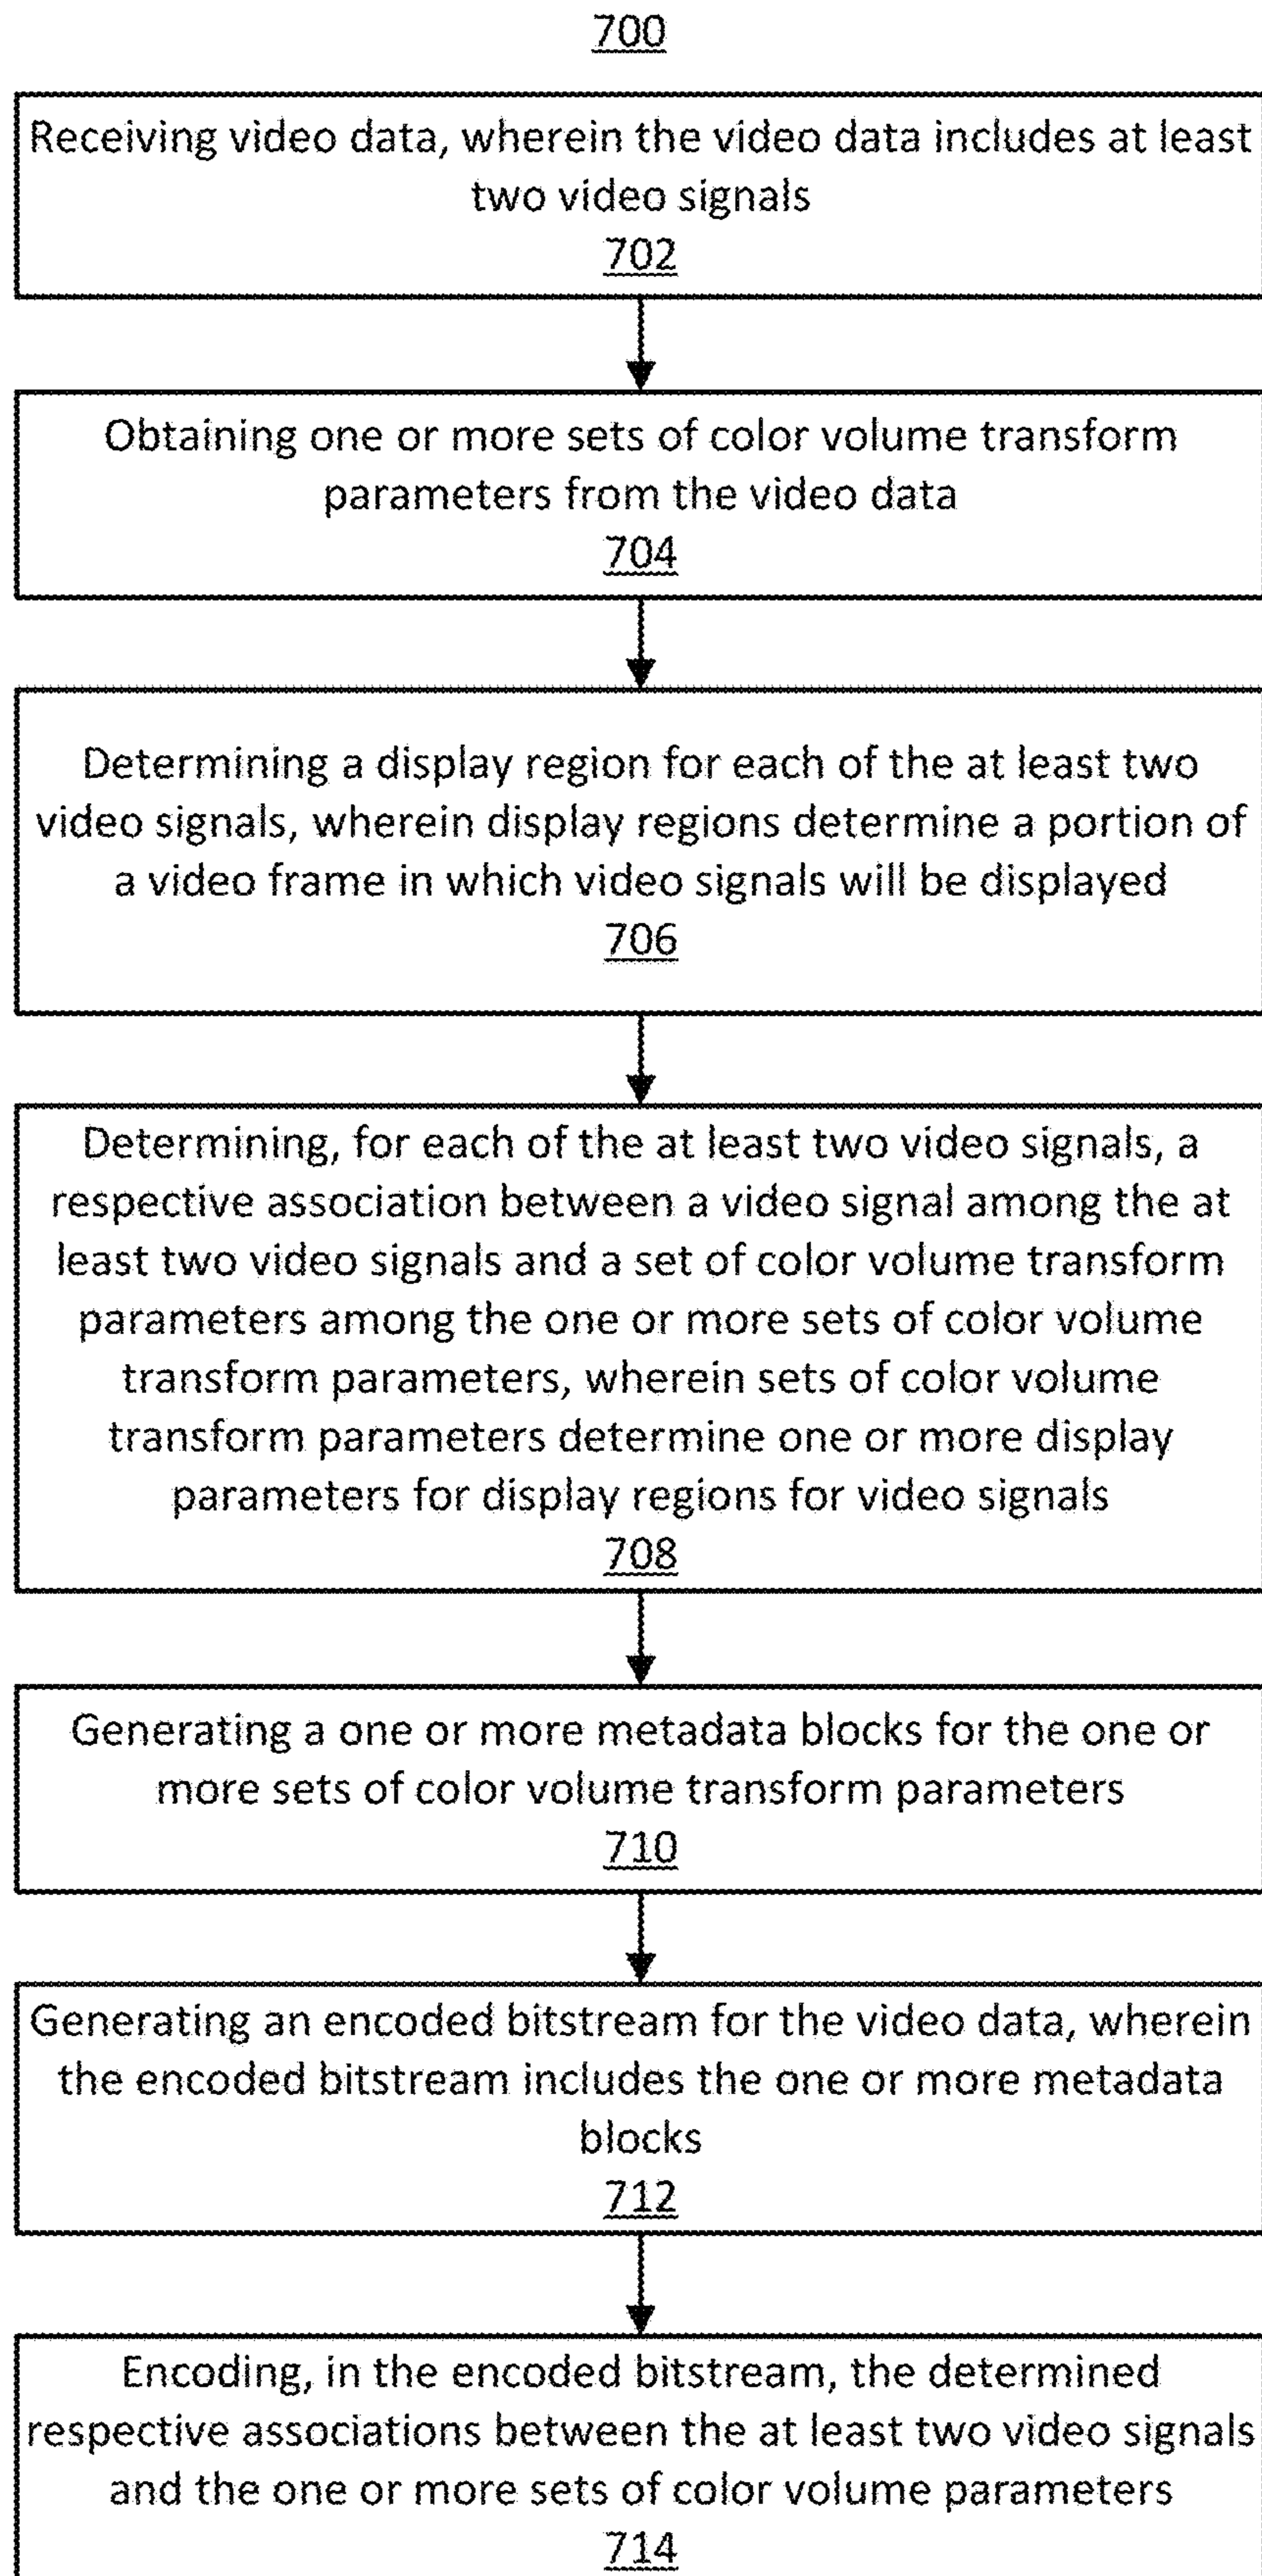 700
Receiving video data, wherein the video data includes at least
two video signals
702
Obtaining one or more sets of color volume transform
parameters from the video data
704
Determining a display region for each of the at least two
video signals, wherein display regions determine a portion of
a video frame in which video signals will be displayed
706
Determining, for each of the at least two video signals, a
respective association between a video signal among the at
least two video signals and a set of color volume transform
parameters among the one or more sets of color volume
transform parameters, wherein sets of color volume
transform parameters determine one or more display
parameters for display regions for video signals
708
Generating a one or more metadata blocks for the one or
more sets of color volume transform parameters
710
Generating an encoded bitstream for the video data, wherein
the encoded bitstream includes the one or more metadata
blocks
712
Encoding, in the encoded bitstream, the determined
respective associations between the at least two video signals
and the one or more sets of color volume parameters
714